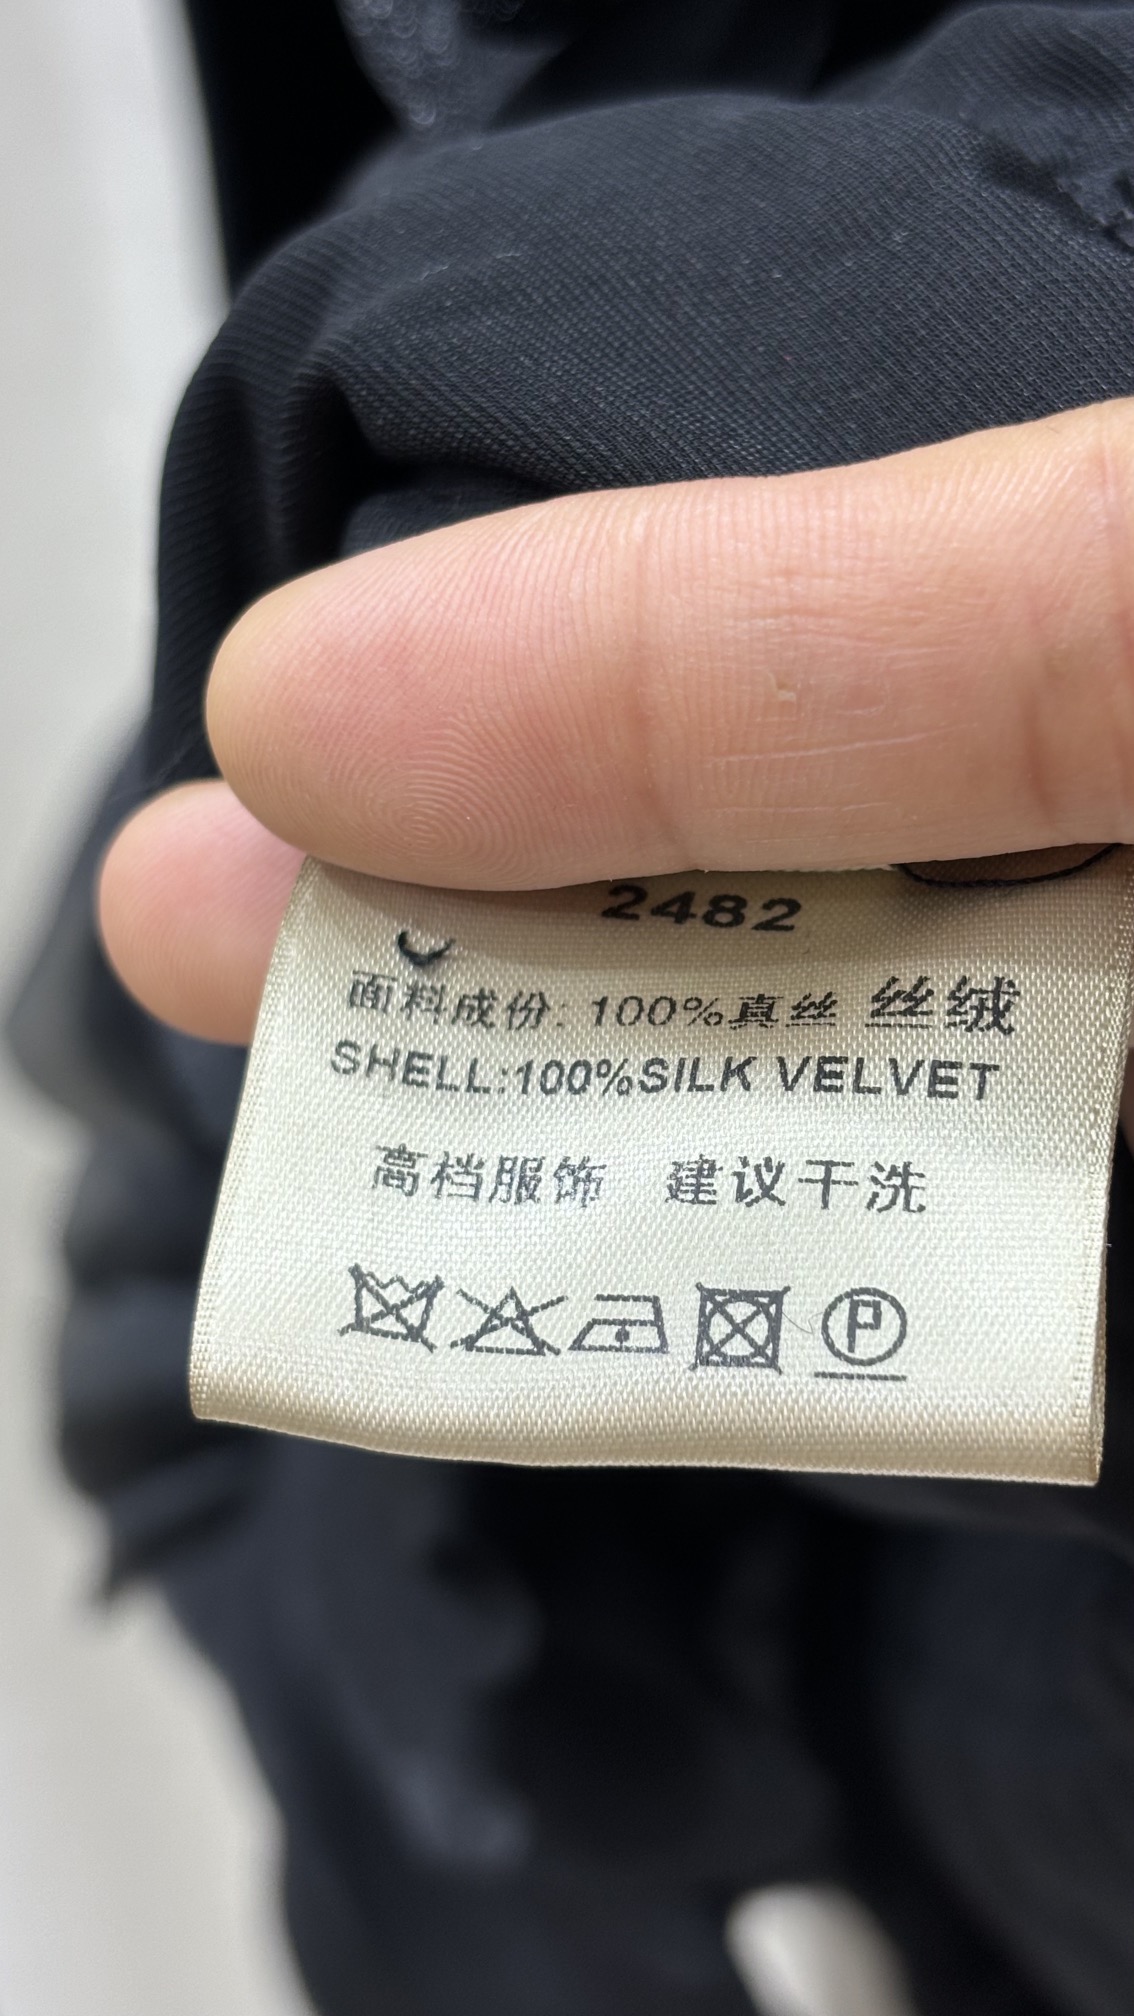 2482
面料成份: 100%真丝 丝绒
SHELL:100%SILK VELVET
高档服饰 建议干洗
P